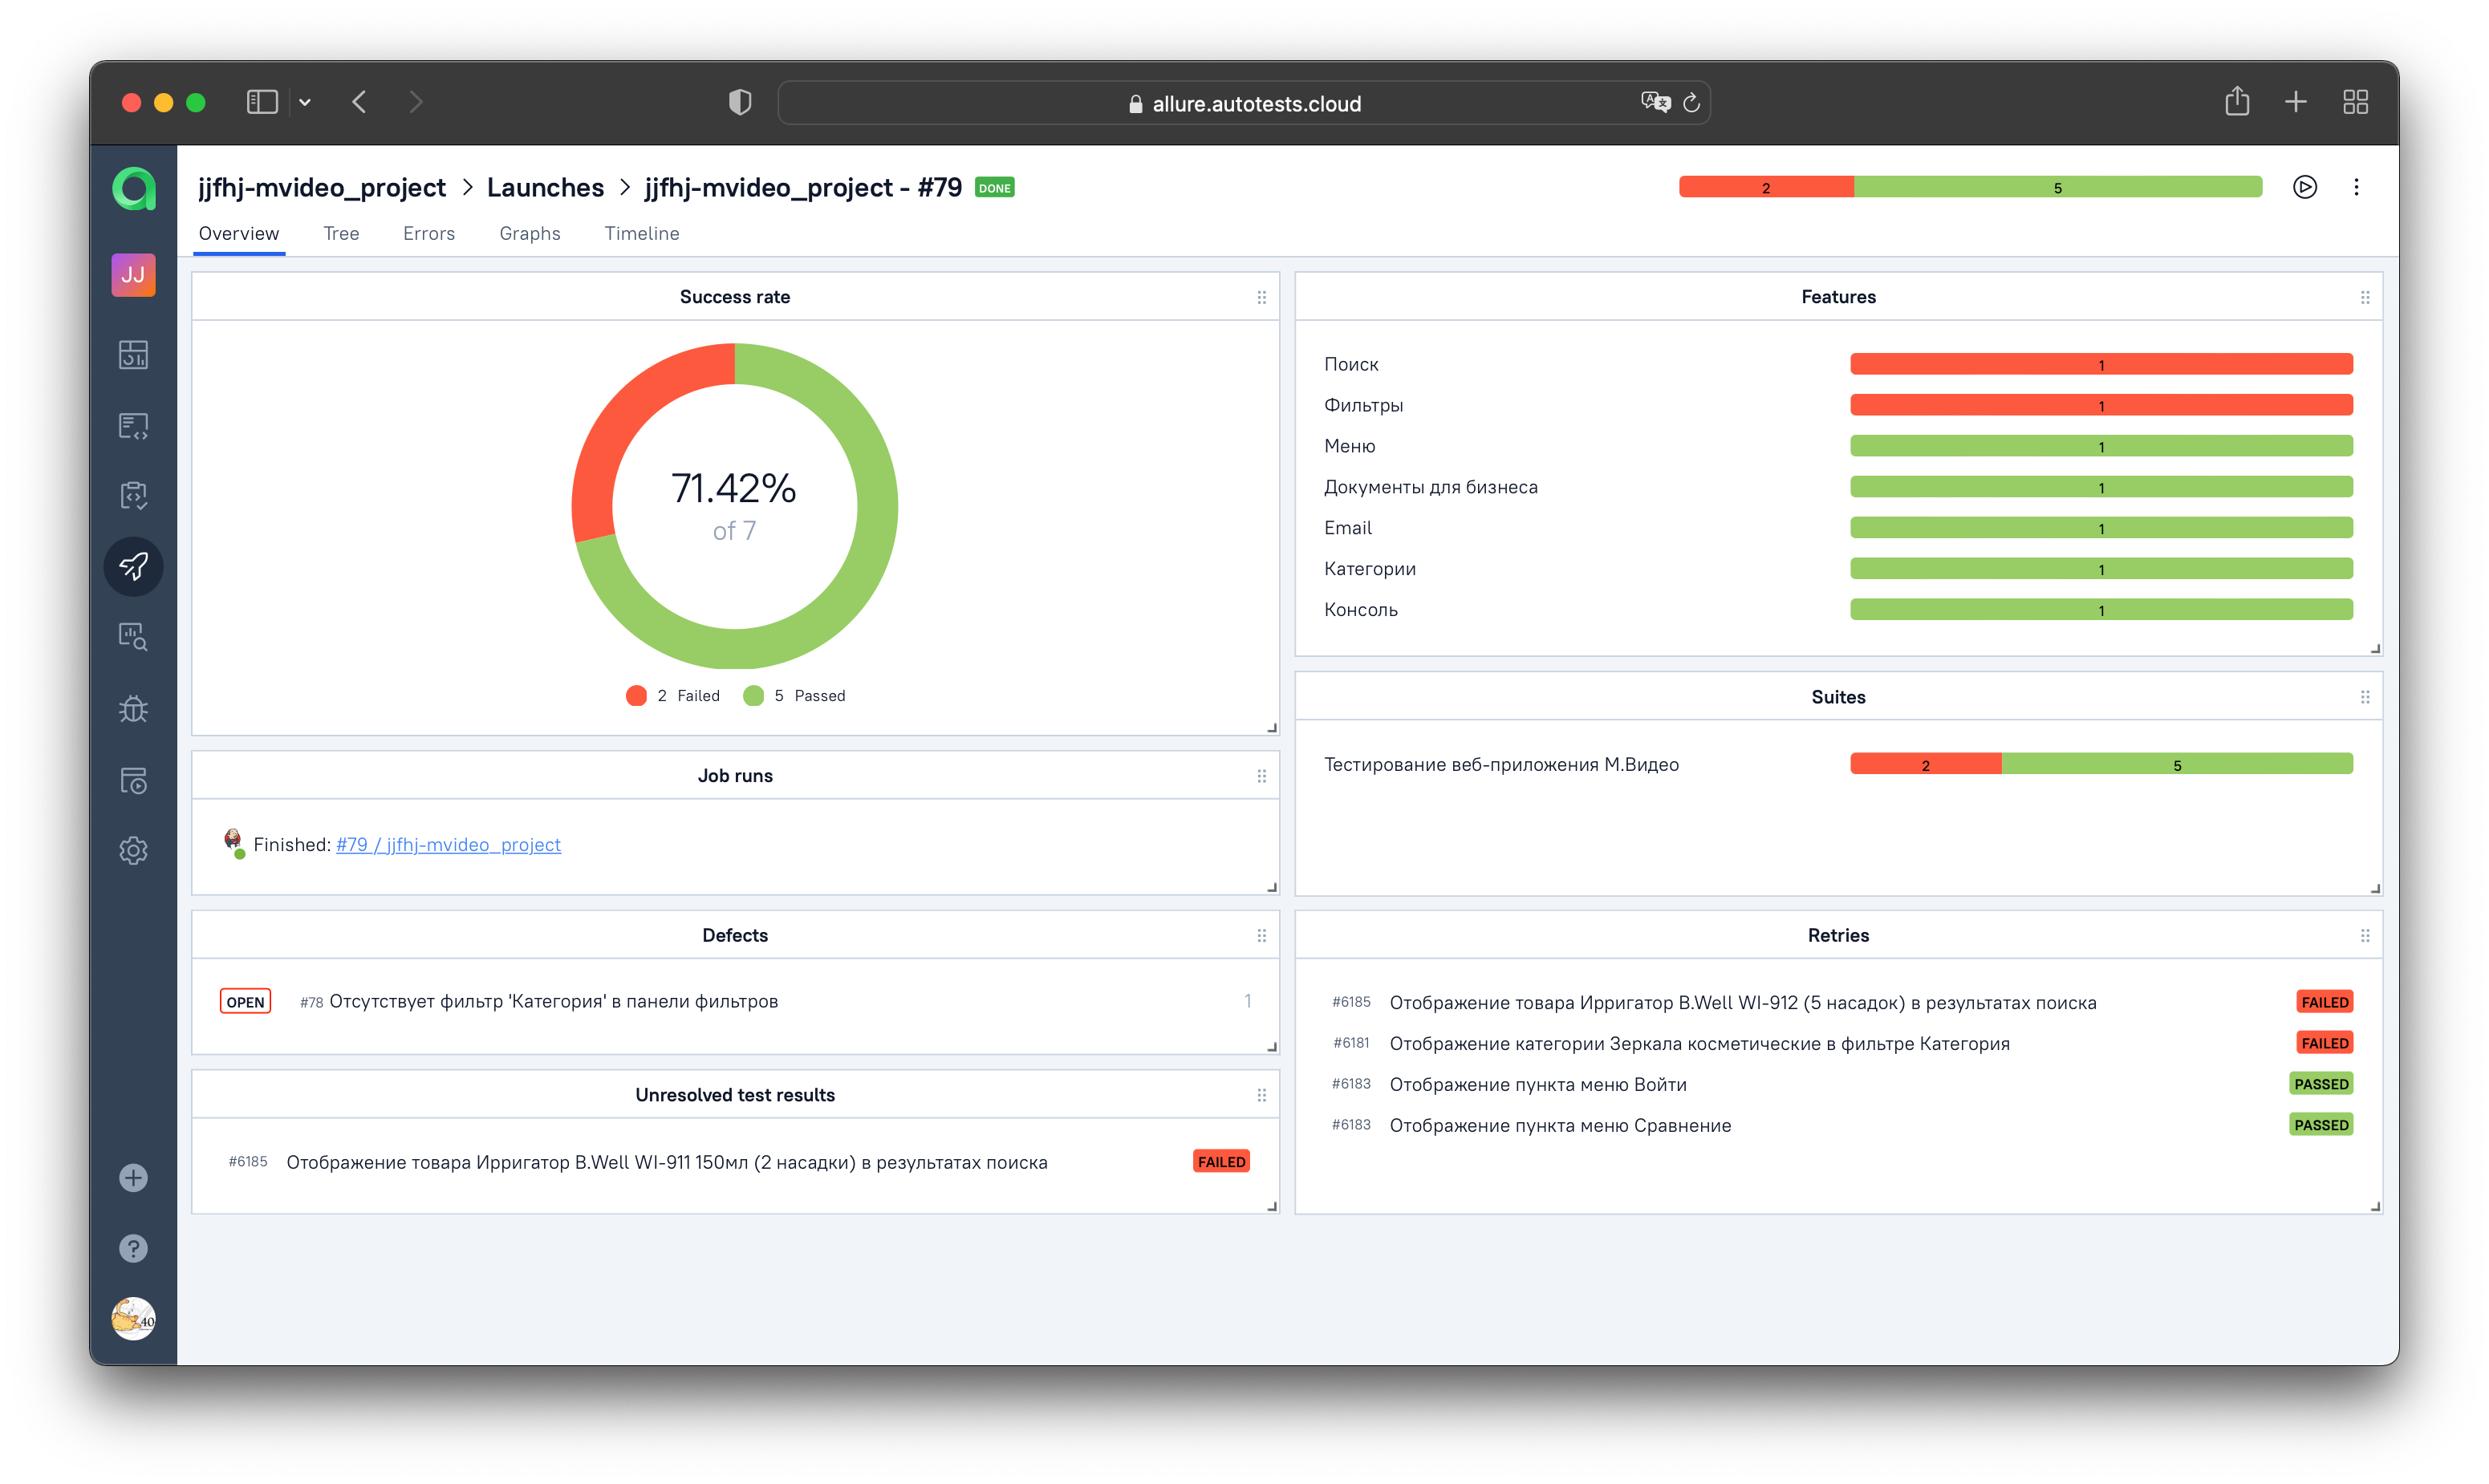 allure.autotests.cloud
jjfhj-mvideo_project > Launches > jjfhj-mvideo_project - #79 DONE
2 5
Overview Tree Errors Graphs Timeline
JJ
Success rate
71.42%
of 7
2 Failed 5 Passed
Features
Поиск 1
Фильтры 1
Меню 1
Документы для бизнеса 1
Email 1
Категории 1
Консоль 1
Suites
Тестирование веб-приложения М.Видео 2 5
Job runs
Finished: #79 / jjfhj-mvideo_project
Defects
OPEN #78 Отсутствует фильтр 'Категория' в панели фильтров 1
Unresolved test results
#6185 Отображение товара Ирригатор B.Well WI-911 150мл (2 насадки) в результатах поиска FAILED
Retries
#6185 Отображение товара Ирригатор B.Well WI-912 (5 насадок) в результатах поиска FAILED
#6181 Отображение категории Зеркала косметические в фильтре Категория FAILED
#6183 Отображение пункта меню Войти PASSED
#6183 Отображение пункта меню Сравнение PASSED
40